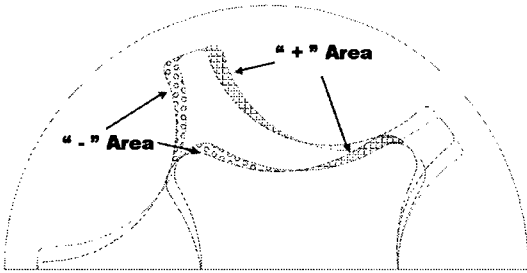 “ + ” Area
“ - ” Area